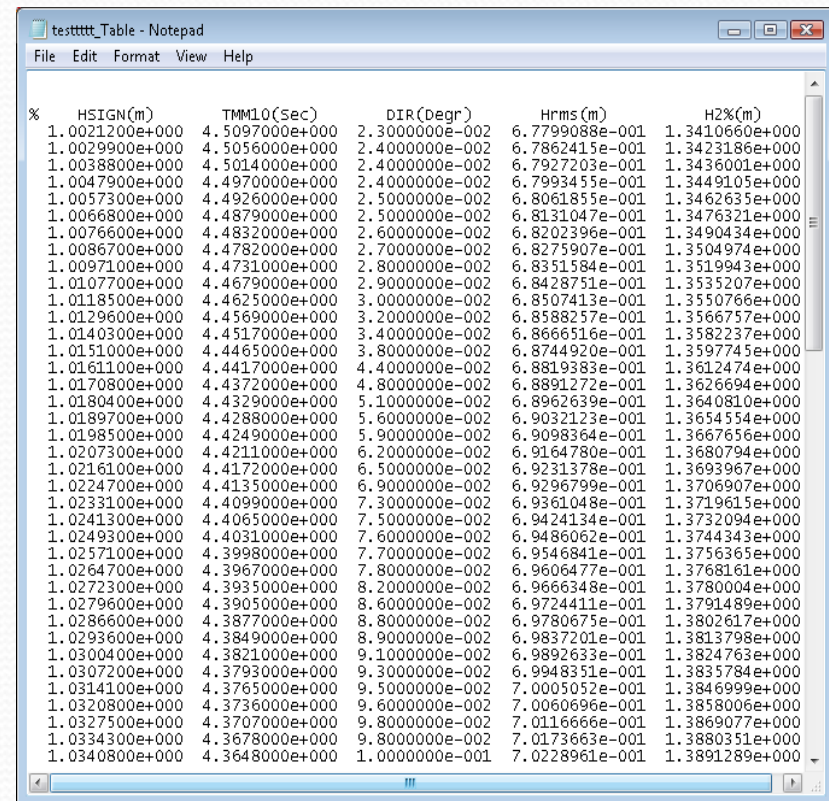 testtttt_Table - Notepad
File Edit Format View Help
% HSIGN(m) TMM10(Sec) DIR(Degr) Hrms(m) H2%(m)
1.0021200e+000 4.5097000e+000 2.3000000e-002 6.7799088e-001 1.3410660e+000
1.0029900e+000 4.5056000e+000 2.4000000e-002 6.7862415e-001 1.3423186e+000
1.0038800e+000 4.5014000e+000 2.4000000e-002 6.7927203e-001 1.3436001e+000
1.0047900e+000 4.4970000e+000 2.4000000e-002 6.7993455e-001 1.3449105e+000
1.0057300e+000 4.4926000e+000 2.5000000e-002 6.8061855e-001 1.3462635e+000
1.0066800e+000 4.4879000e+000 2.5000000e-002 6.8131047e-001 1.3476321e+000
1.0076600e+000 4.4832000e+000 2.6000000e-002 6.8202396e-001 1.3490434e+000
1.0086700e+000 4.4782000e+000 2.7000000e-002 6.8275907e-001 1.3504974e+000
1.0097100e+000 4.4731000e+000 2.8000000e-002 6.8351584e-001 1.3519943e+000
1.0107700e+000 4.4679000e+000 2.9000000e-002 6.8428751e-001 1.3535207e+000
1.0118500e+000 4.4625000e+000 3.0000000e-002 6.8507413e-001 1.3550766e+000
1.0129600e+000 4.4569000e+000 3.2000000e-002 6.8588257e-001 1.3566757e+000
1.0140300e+000 4.4517000e+000 3.4000000e-002 6.8666516e-001 1.3582237e+000
1.0151000e+000 4.4465000e+000 3.8000000e-002 6.8744920e-001 1.3597745e+000
1.0161100e+000 4.4417000e+000 4.4000000e-002 6.8819383e-001 1.3612474e+000
1.0170800e+000 4.4372000e+000 4.8000000e-002 6.8891272e-001 1.3626694e+000
1.0180400e+000 4.4329000e+000 5.1000000e-002 6.8962639e-001 1.3640810e+000
1.0189700e+000 4.4288000e+000 5.6000000e-002 6.9032123e-001 1.3654554e+000
1.0198500e+000 4.4249000e+000 5.9000000e-002 6.9098364e-001 1.3667656e+000
1.0207300e+000 4.4211000e+000 6.2000000e-002 6.9164780e-001 1.3680794e+000
1.0216100e+000 4.4172000e+000 6.5000000e-002 6.9231378e-001 1.3693967e+000
1.0224700e+000 4.4135000e+000 6.9000000e-002 6.9296799e-001 1.3706907e+000
1.0233100e+000 4.4099000e+000 7.3000000e-002 6.9361048e-001 1.3719615e+000
1.0241300e+000 4.4065000e+000 7.5000000e-002 6.9424134e-001 1.3732094e+000
1.0249300e+000 4.4031000e+000 7.6000000e-002 6.9486062e-001 1.3744343e+000
1.0257100e+000 4.3998000e+000 7.7000000e-002 6.9546841e-001 1.3756365e+000
1.0264700e+000 4.3967000e+000 7.8000000e-002 6.9606477e-001 1.3768161e+000
1.0272300e+000 4.3935000e+000 8.2000000e-002 6.9666348e-001 1.3780004e+000
1.0279600e+000 4.3905000e+000 8.6000000e-002 6.9724411e-001 1.3791489e+000
1.0286600e+000 4.3877000e+000 8.8000000e-002 6.9780675e-001 1.3802617e+000
1.0293600e+000 4.3849000e+000 8.9000000e-002 6.9837201e-001 1.3813798e+000
1.0300400e+000 4.3821000e+000 9.1000000e-002 6.9892633e-001 1.3824763e+000
1.0307200e+000 4.3793000e+000 9.3000000e-002 6.9948351e-001 1.3835784e+000
1.0314100e+000 4.3765000e+000 9.5000000e-002 7.0005052e-001 1.3846999e+000
1.0320800e+000 4.3736000e+000 9.6000000e-002 7.0060696e-001 1.3858006e+000
1.0327500e+000 4.3707000e+000 9.8000000e-002 7.0116666e-001 1.3869077e+000
1.0334300e+000 4.3678000e+000 9.8000000e-002 7.0173663e-001 1.3880351e+000
1.0340800e+000 4.3648000e+000 1.0000000e-001 7.0228961e-001 1.3891289e+000